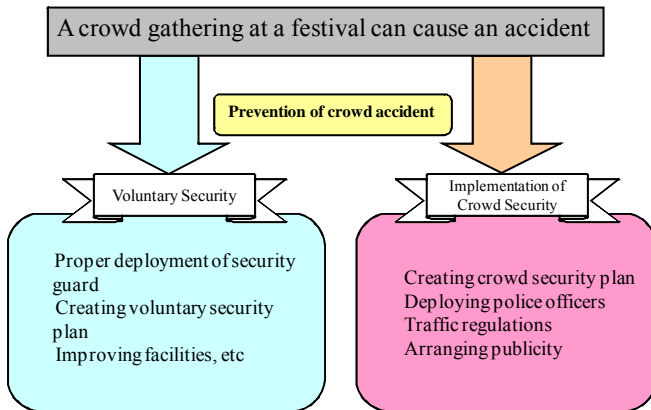 A crowd gathering at a festival can cause an accident
Prevention of crowd accident
Voluntary Security
Proper deployment of security
guard
Creating voluntary security
plan
Improving facilities, etc
Implementation of
Crowd Security
Creating crowd security plan
Deploying police officers
Traffic regulations
Arranging publicity